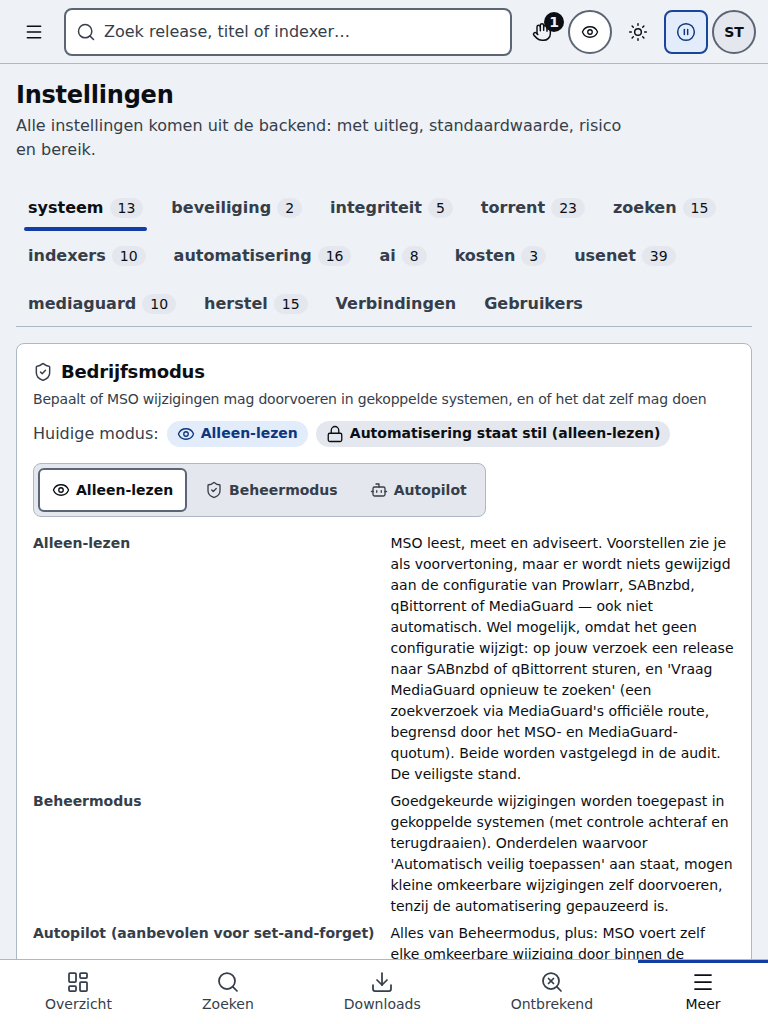 Zoek release, titel of indexer…
1
ST
Instellingen
Alle instellingen komen uit de backend: met uitleg, standaardwaarde, risico
en bereik.
systeem 13 beveiliging 2 integriteit 5 torrent 23 zoeken 15
indexers 10 automatisering 16 ai 8 kosten 3 usenet 39
mediaguard 10 herstel 15 Verbindingen Gebruikers
Bedrijfsmodus
Bepaalt of MSO wijzigingen mag doorvoeren in gekoppelde systemen, en of het dat zelf mag doen
Huidige modus: Alleen-lezen Automatisering staat stil (alleen-lezen)
Alleen-lezen Beheermodus Autopilot
Alleen-lezen
MSO leest, meet en adviseert. Voorstellen zie je
als voorvertoning, maar er wordt niets gewijzigd
aan de configuratie van Prowlarr, SABnzbd,
qBittorrent of MediaGuard — ook niet
automatisch. Wel mogelijk, omdat het geen
configuratie wijzigt: op jouw verzoek een release
naar SABnzbd of qBittorrent sturen, en 'Vraag
MediaGuard opnieuw te zoeken' (een
zoekverzoek via MediaGuard's officiële route,
begrensd door het MSO- en MediaGuard-
quotum). Beide worden vastgelegd in de audit.
De veiligste stand.
Beheermodus
Goedgekeurde wijzigingen worden toegepast in
gekoppelde systemen (met controle achteraf en
terugdraaien). Onderdelen waarvoor
'Automatisch veilig toepassen' aan staat, mogen
kleine omkeerbare wijzigingen zelf doorvoeren,
tenzij de automatisering gepauzeerd is.
Autopilot (aanbevolen voor set-and-forget)
Alles van Beheermodus, plus: MSO voert zelf
elke omkeerbare wijziging door binnen de
Overzicht Zoeken Downloads Ontbrekend Meer